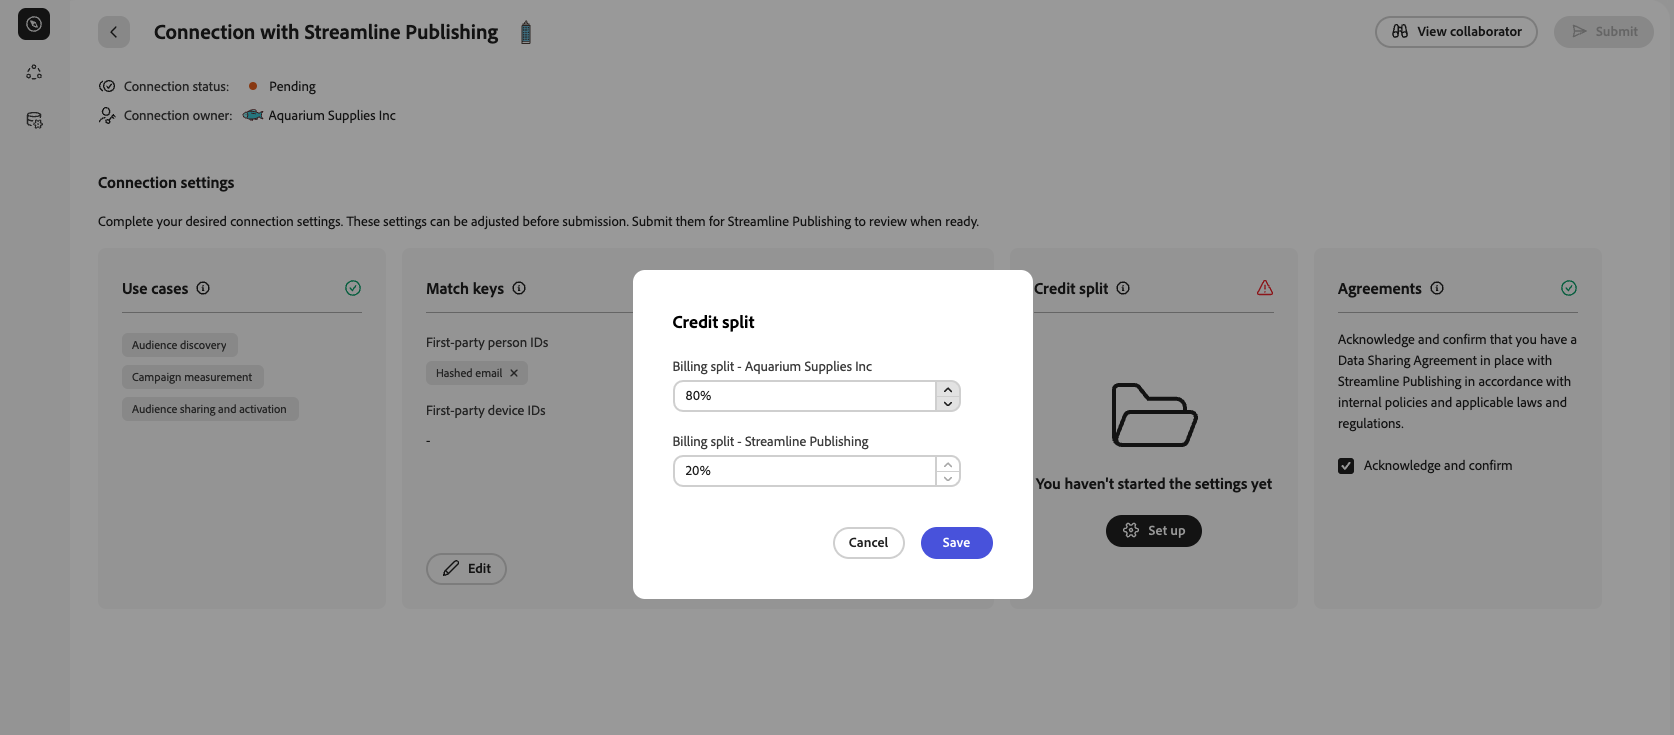 Connection with Streamline Publishing
View collaborator
Submit
Connection status:
Pending
Connection owner:
Aquarium Supplies Inc
Connection settings
Complete your desired connection settings. These settings can be adjusted before submission. Submit them for Streamline Publishing to review when ready.
Use cases
Audience discovery
Campaign measurement
Audience sharing and activation
Match keys
First-party person IDs
Hashed email
First-party device IDs
-
Edit
Credit split
Billing split - Aquarium Supplies Inc
80%
Billing split - Streamline Publishing
20%
Cancel
Save
Credit split
You haven't started the settings yet
Set up
Agreements
Acknowledge and confirm that you have a
Data Sharing Agreement in place with
Streamline Publishing in accordance with
internal policies and applicable laws and
regulations.
Acknowledge and confirm